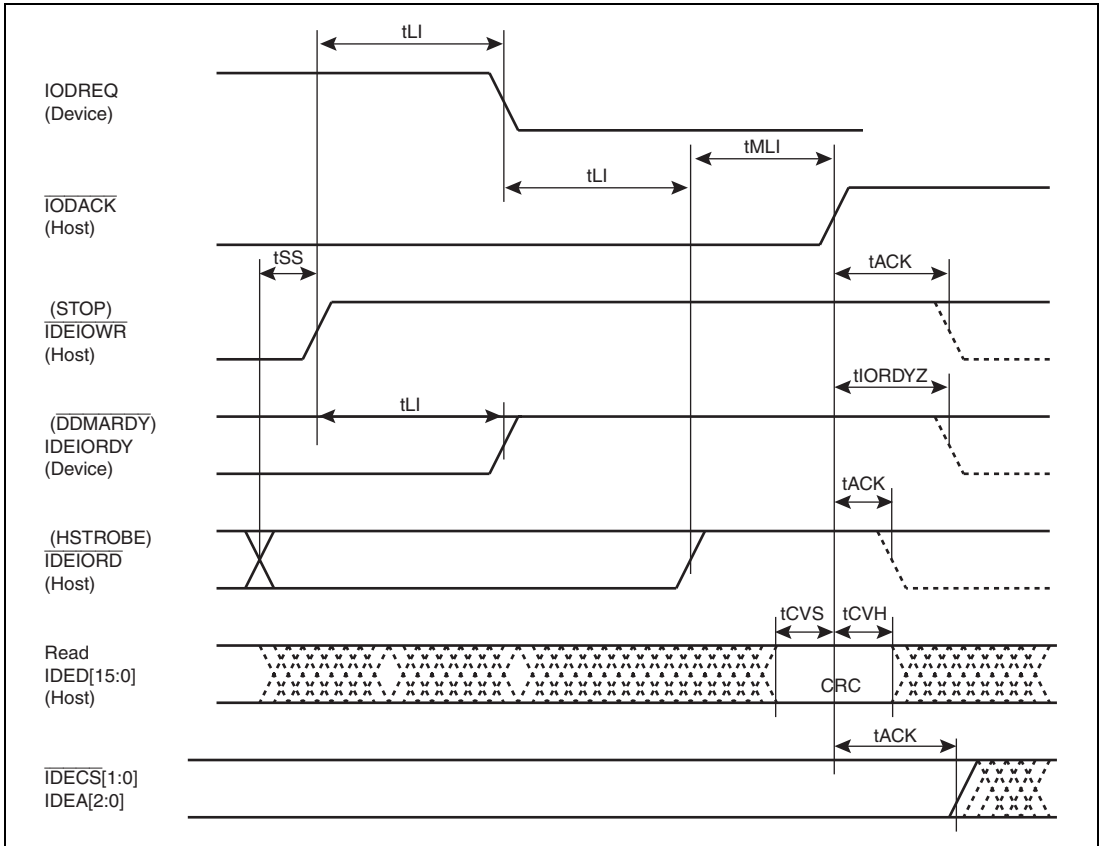 tLI
IODREQ
(Device)
tMLI
tLI
IODACK
(Host)
tSS
tACK
(STOP)
IDEIOWR
(Host)
tIORDYZ
(DDMARDY)
tLI
IDEIORDY
(Device)
tACK
(HSTROBE)
IDEIORD
(Host)
tCVS tCVH
Read
IDED[15:0]
(Host)
CRC
tACK
IDECS[1:0]
IDEA[2:0]